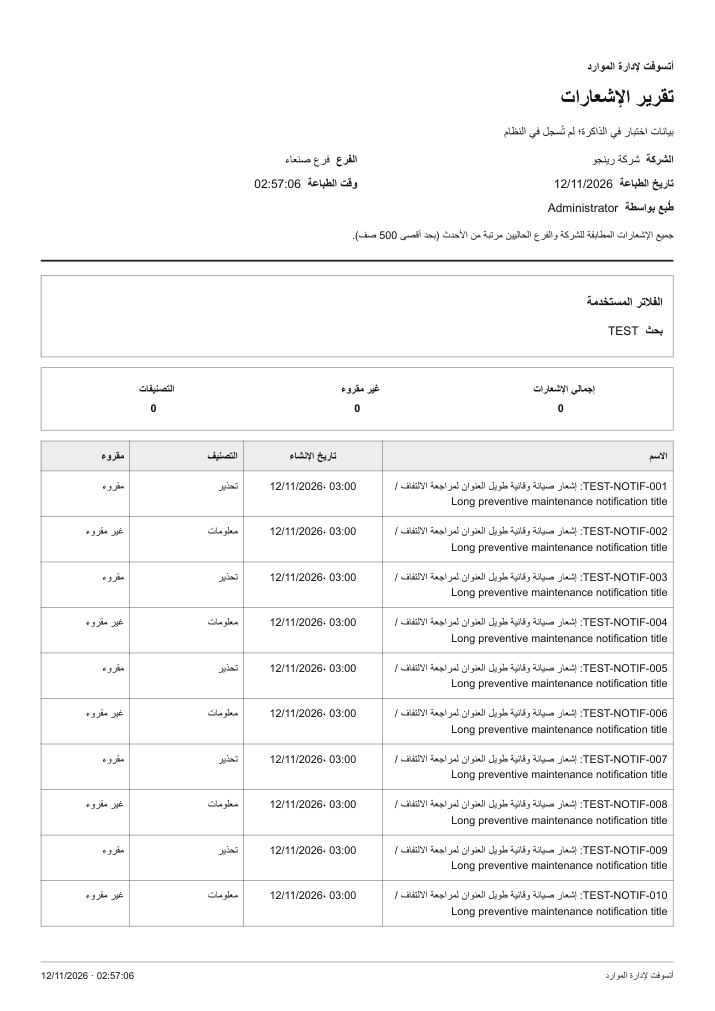 أتسوفت لإدارة الموارد
تقرير الإشعارات
بيانات اختبار في الذاكرة؛ لم تُسجل في النظام
الشركة شركة رينجو
الفرع فرع صنعاء
تاريخ الطباعة 12/11/2026
وقت الطباعة 02:57:06
طُبع بواسطة Administrator
جميع الإشعارات المطابقة للشركة والفرع الحاليين مرتبة من الأحدث (بحد أقصى 500 صف).
الفلاتر المستخدمة
بحث TEST
إجمالي الإشعارات غير مقروء التصنيفات
0 0 0
الاسم تاريخ الإنشاء التصنيف مقروء
TEST-NOTIF-001: إشعار صيانة وقائية طويل العنوان لمراجعة الالتفاف / 12/11/2026، 03:00 تحذير مقروء
Long preventive maintenance notification title
TEST-NOTIF-002: إشعار صيانة وقائية طويل العنوان لمراجعة الالتفاف / 12/11/2026، 03:00 معلومات غير مقروء
Long preventive maintenance notification title
TEST-NOTIF-003: إشعار صيانة وقائية طويل العنوان لمراجعة الالتفاف / 12/11/2026، 03:00 تحذير مقروء
Long preventive maintenance notification title
TEST-NOTIF-004: إشعار صيانة وقائية طويل العنوان لمراجعة الالتفاف / 12/11/2026، 03:00 معلومات غير مقروء
Long preventive maintenance notification title
TEST-NOTIF-005: إشعار صيانة وقائية طويل العنوان لمراجعة الالتفاف / 12/11/2026، 03:00 تحذير مقروء
Long preventive maintenance notification title
TEST-NOTIF-006: إشعار صيانة وقائية طويل العنوان لمراجعة الالتفاف / 12/11/2026، 03:00 معلومات غير مقروء
Long preventive maintenance notification title
TEST-NOTIF-007: إشعار صيانة وقائية طويل العنوان لمراجعة الالتفاف / 12/11/2026، 03:00 تحذير مقروء
Long preventive maintenance notification title
TEST-NOTIF-008: إشعار صيانة وقائية طويل العنوان لمراجعة الالتفاف / 12/11/2026، 03:00 معلومات غير مقروء
Long preventive maintenance notification title
TEST-NOTIF-009: إشعار صيانة وقائية طويل العنوان لمراجعة الالتفاف / 12/11/2026، 03:00 تحذير مقروء
Long preventive maintenance notification title
TEST-NOTIF-010: إشعار صيانة وقائية طويل العنوان لمراجعة الالتفاف / 12/11/2026، 03:00 معلومات غير مقروء
Long preventive maintenance notification title
أتسوفت لإدارة الموارد
12/11/2026 · 02:57:06